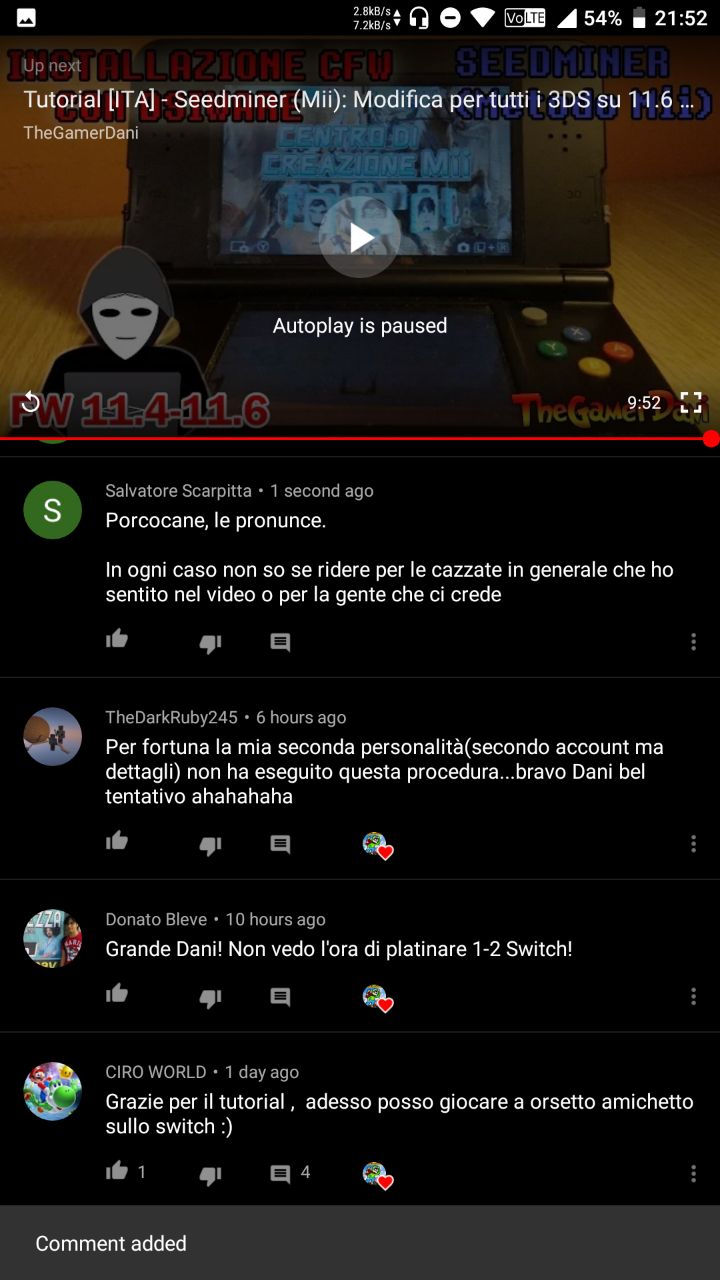 2.8kB/s
7.2kB/s
VoLTE
54%
21:52
INSTALLAZIONE CFW
SEEDMINER
Up next
Tutorial [ITA] - Seedminer (Mii): Modifica per tutti i 3DS su 11.6 ...
CON DSIWARE
(Metodo Mii)
TheGamerDani
CENTRO DI
CREAZIONE Mii
Autoplay is paused
X
Y
A
B
FW 11.4-11.6
TheGamerDani
9:52
S
Salvatore Scarpitta • 1 second ago
Porcocane, le pronunce.
In ogni caso non so se ridere per le cazzate in generale che ho
sentito nel video o per la gente che ci crede
TheDarkRuby245 • 6 hours ago
Per fortuna la mia seconda personalità(secondo account ma
dettagli) non ha eseguito questa procedura...bravo Dani bel
tentativo ahahahaha
Donato Bleve • 10 hours ago
Grande Dani! Non vedo l'ora di platinare 1-2 Switch!
CIRO WORLD • 1 day ago
Grazie per il tutorial ,  adesso posso giocare a orsetto amichetto
sullo switch :)
1
4
Comment added